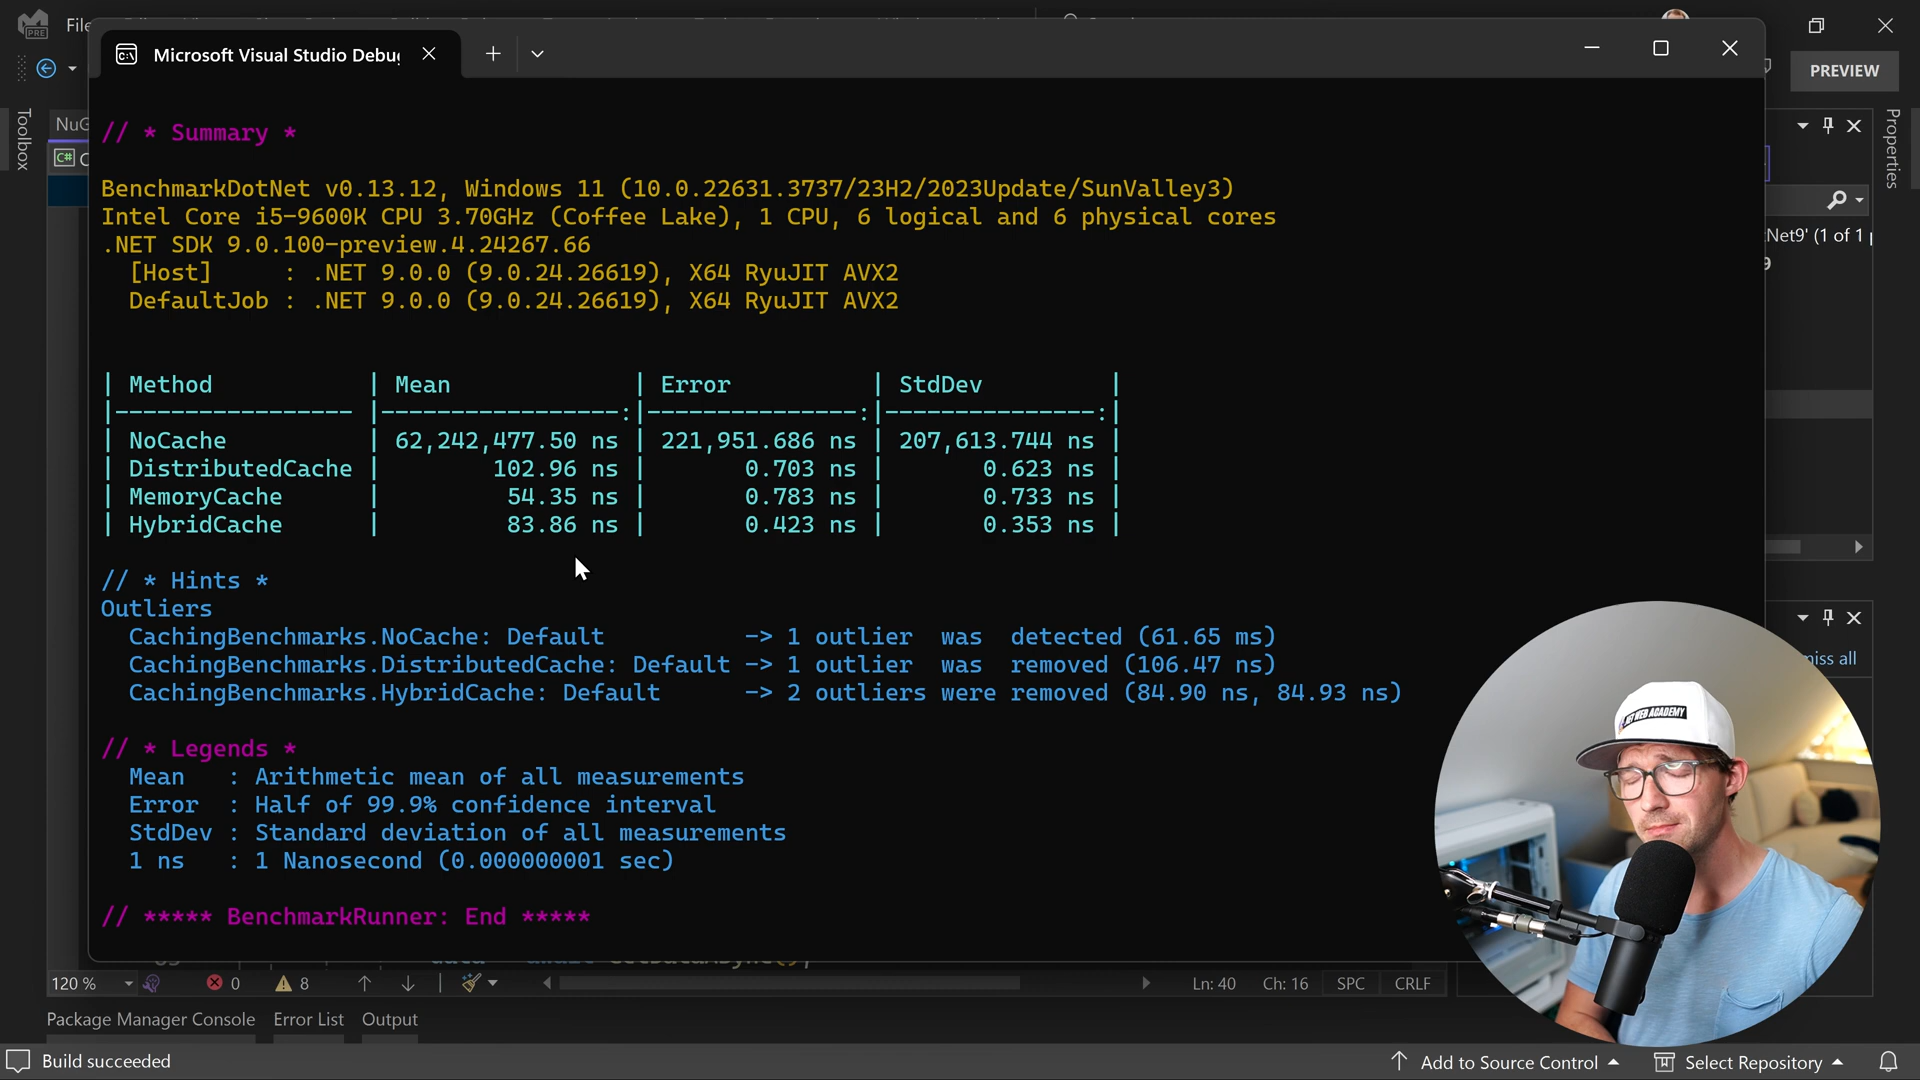 File
Microsoft Visual Studio Debug
PREVIEW
Toolbox
NuG
C#
Properties
// * Summary *
BenchmarkDotNet v0.13.12, Windows 11 (10.0.22631.3737/23H2/2023Update/SunValley3)
Intel Core i5-9600K CPU 3.70GHz (Coffee Lake), 1 CPU, 6 logical and 6 physical cores
.NET SDK 9.0.100-preview.4.24267.66
[Host]      : .NET 9.0.0 (9.0.24.26619), X64 RyuJIT AVX2
DefaultJob : .NET 9.0.0 (9.0.24.26619), X64 RyuJIT AVX2
Net9' (1 of 1 p
| Method            | Mean             | Error           | StdDev          |
|------------------ |-----------------:|---------------:|---------------:|
| NoCache           | 62,242,477.50 ns | 221,951.686 ns | 207,613.744 ns |
| DistributedCache |        102.96 ns |       0.703 ns |       0.623 ns |
| MemoryCache       |         54.35 ns |       0.783 ns |       0.733 ns |
| HybridCache       |         83.86 ns |       0.423 ns |       0.353 ns |
// * Hints *
Outliers
CachingBenchmarks.NoCache: Default          -> 1 outlier  was  detected (61.65 ms)
CachingBenchmarks.DistributedCache: Default -> 1 outlier  was  removed (106.47 ns)
CachingBenchmarks.HybridCache: Default      -> 2 outliers were removed (84.90 ns, 84.93 ns)
miss all
// * Legends *
Mean   : Arithmetic mean of all measurements
Error  : Half of 99.9% confidence interval
StdDev : Standard deviation of all measurements
1 ns   : 1 Nanosecond (0.000000001 sec)
// ***** BenchmarkRunner: End *****
.NET WEB ACADEMY
120 %
0
8
Ln: 40
Ch: 16
SPC
CRLF
Package Manager Console
Error List
Output
Build succeeded
Add to Source Control
Select Repository